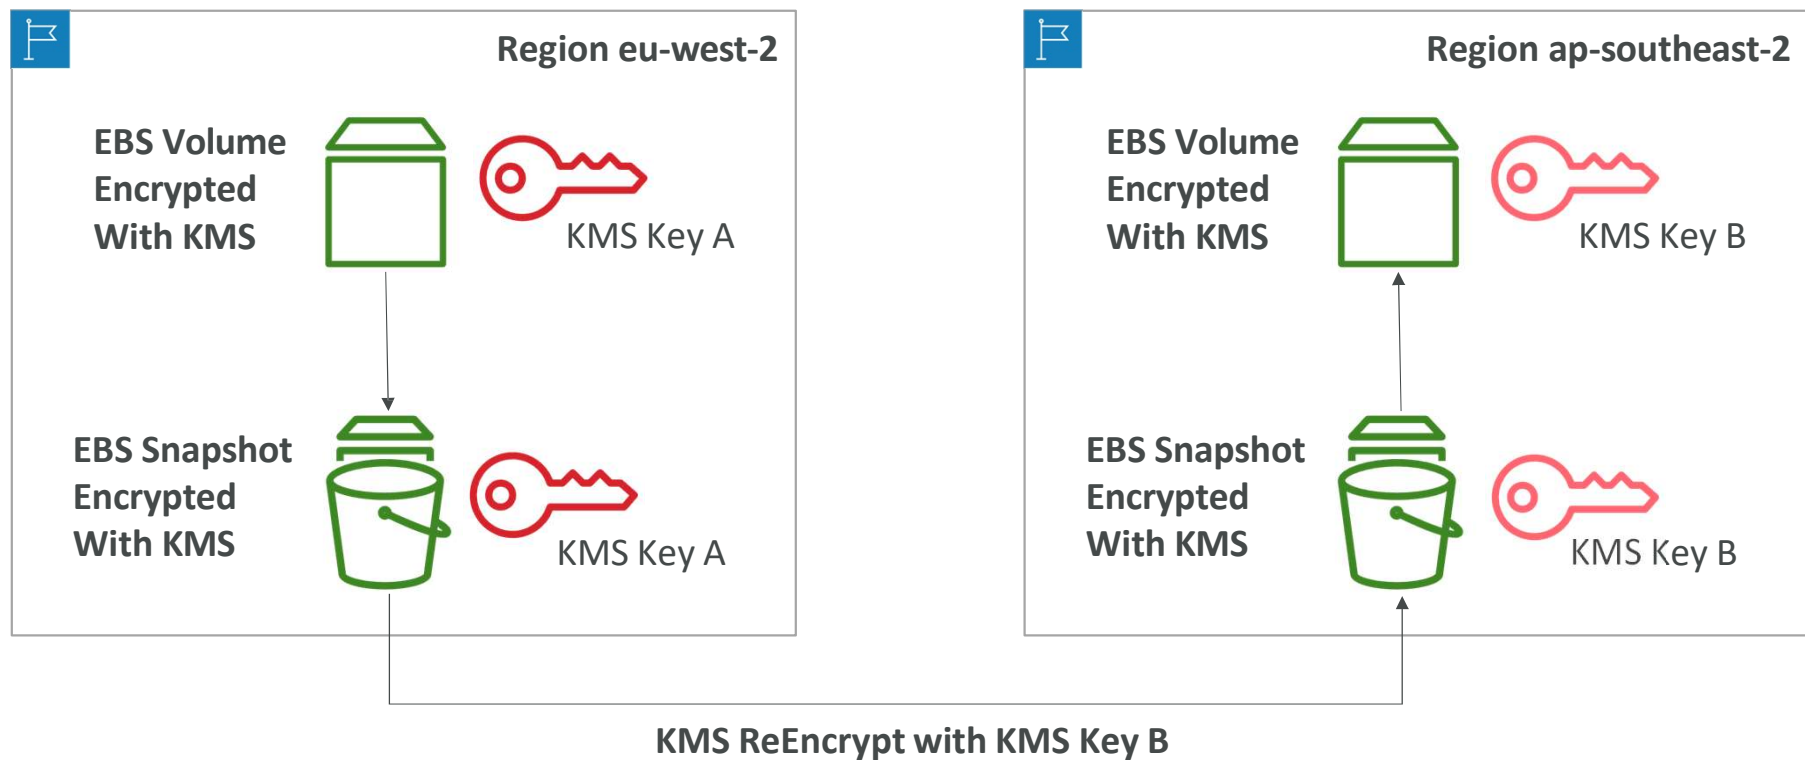 Region eu-west-2
EBS Volume
Encrypted
With KMS
KMS Key A
EBS Snapshot
Encrypted
With KMS
KMS Key A
Region ap-southeast-2
EBS Volume
Encrypted
With KMS
KMS Key B
EBS Snapshot
Encrypted
With KMS
KMS Key B
KMS ReEncrypt with KMS Key B